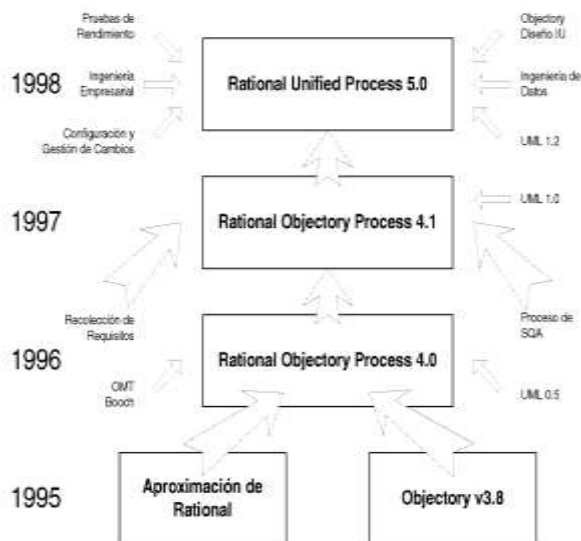 Pruebas de
Rendimiento
Objectory
Diseño IU
1998
Ingeniería
Empresarial
Rational Unified Process 5.0
Ingeniería de
Datos
Configuración y
Gestión de Cambios
UML 1.2
1997
Rational Objectory Process 4.1
UML 1.0
Recolección de
Requisitos
Proceso de
SQA
1996
Rational Objectory Process 4.0
OMT
Booch
UML 0.5
1995
Aproximación de
Rational
Objectory v3.8